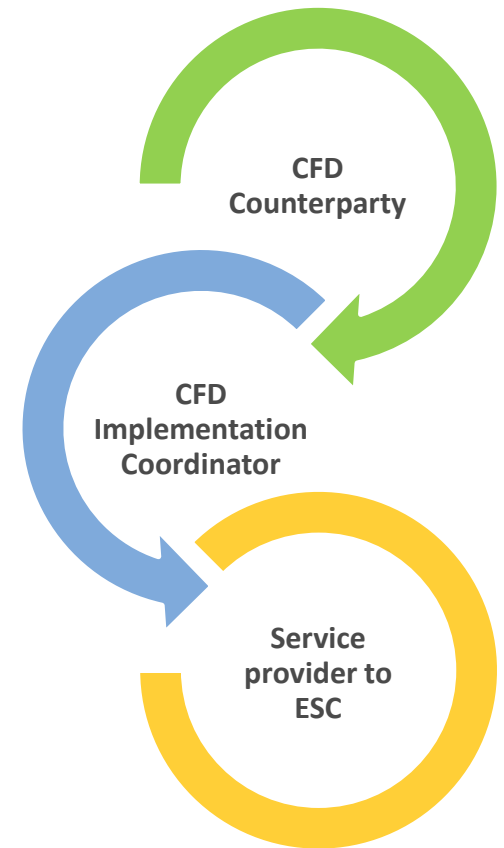 CFD
Counterparty
CFD
Implementation
Coordinator
Service
provider to
ESC